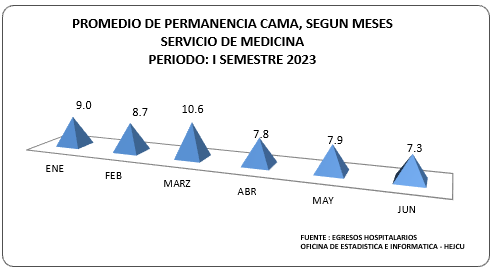 PROMEDIO DE PERMANENCIA CAMA, SEGUN MESES
SERVICIO DE MEDICINA
PERIODO: I SEMESTRE 2023
9.0
8.7
10.6
7.8
7.9
7.3
ENE
FEB
MARZ
ABR
MAY
JUN
FUENTE : EGRESOS HOSPITALARIOS
OFICINA DE ESTADISTICA E INFORMATICA - HEJCU